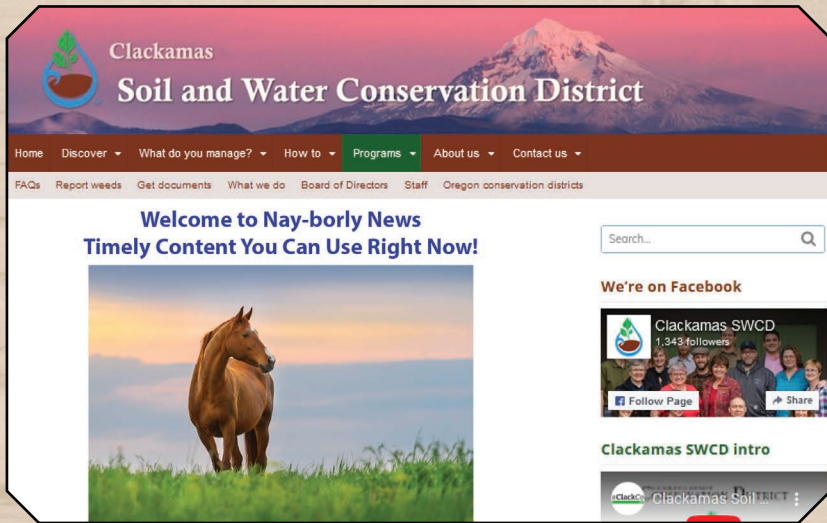 Clackamas
Soil and Water Conservation District
Home Discover What do you manage? How to Programs About us Contact us
FAQs Report weeds Get documents What we do Board of Directors Staff Oregon conservation districts
Welcome to Nay-borly News
Timely Content You Can Use Right Now!
Search...
We're on Facebook
Clackamas SWCD
1,343 followers
Follow Page Share
Clackamas SWCD intro
Clackamas Soil ...